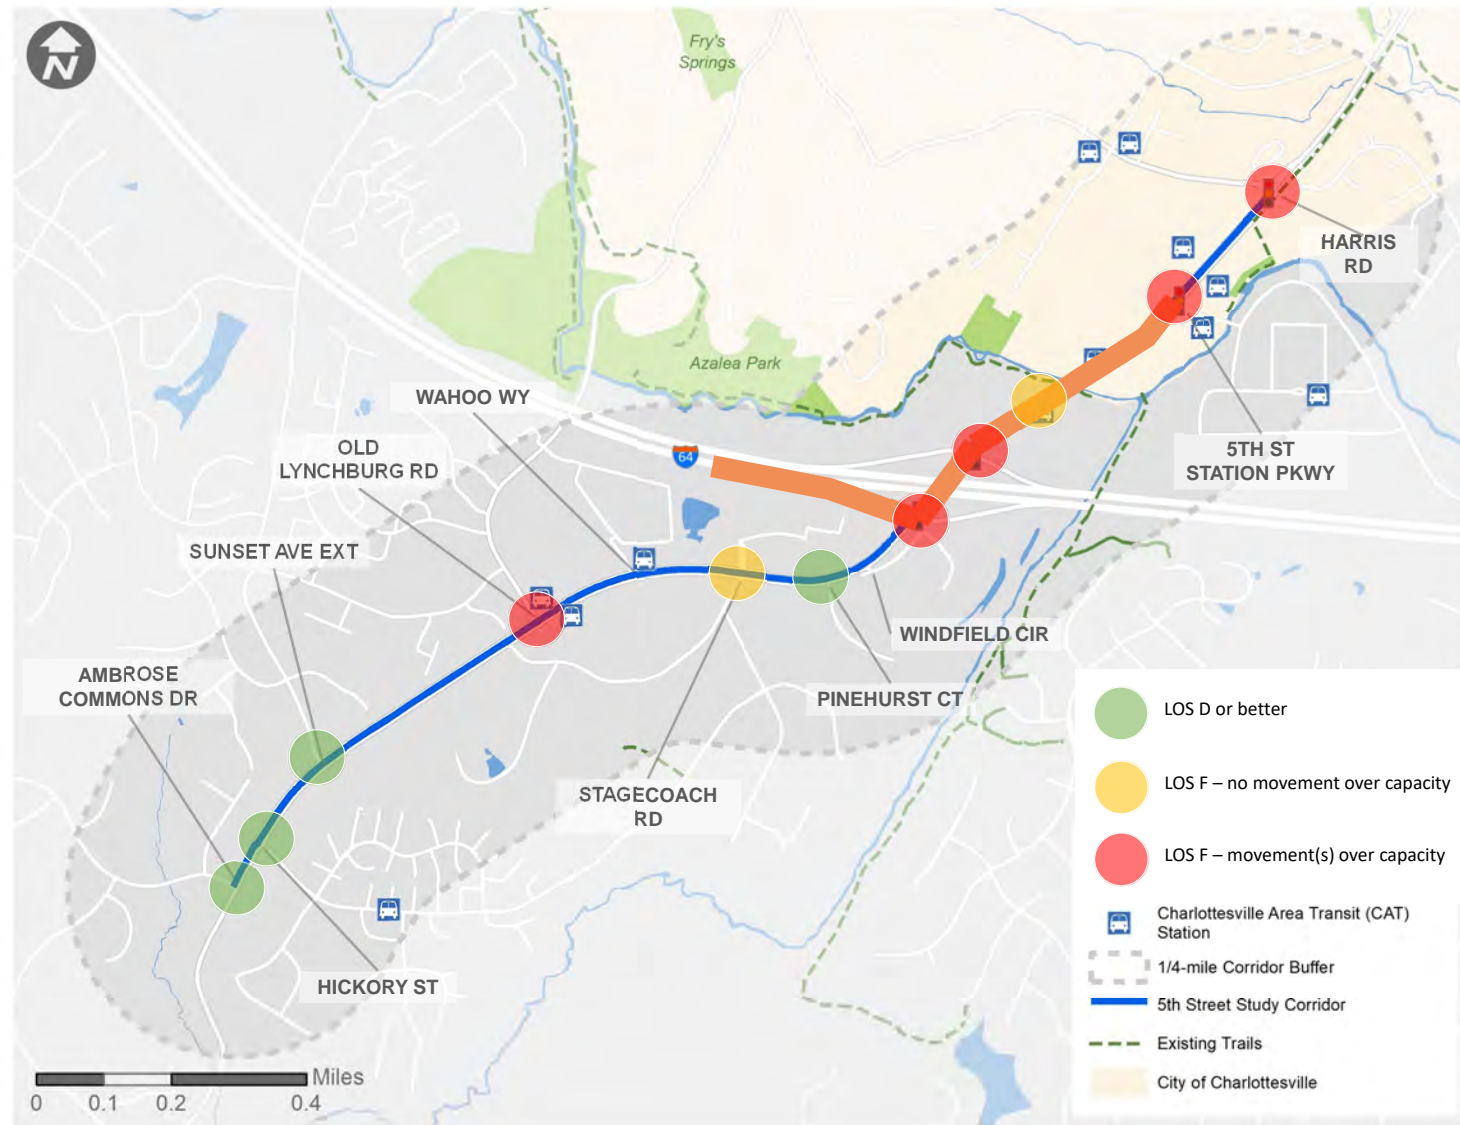 N
Fry's
Springs
HARRIS
RD
Azalea Park
WAHOO WY
OLD
LYNCHBURG RD
64
5TH ST
STATION PKWY
SUNSET AVE EXT
WINDFIELD CIR
AMBROSE
COMMONS DR
PINEHURST CT
STAGECOACH
RD
HICKORY ST
LOS D or better
LOS F – no movement over capacity
LOS F – movement(s) over capacity
Charlottesville Area Transit (CAT)
Station
1/4-mile Corridor Buffer
5th Street Study Corridor
Existing Trails
City of Charlottesville
Miles
0 0.1 0.2 0.4